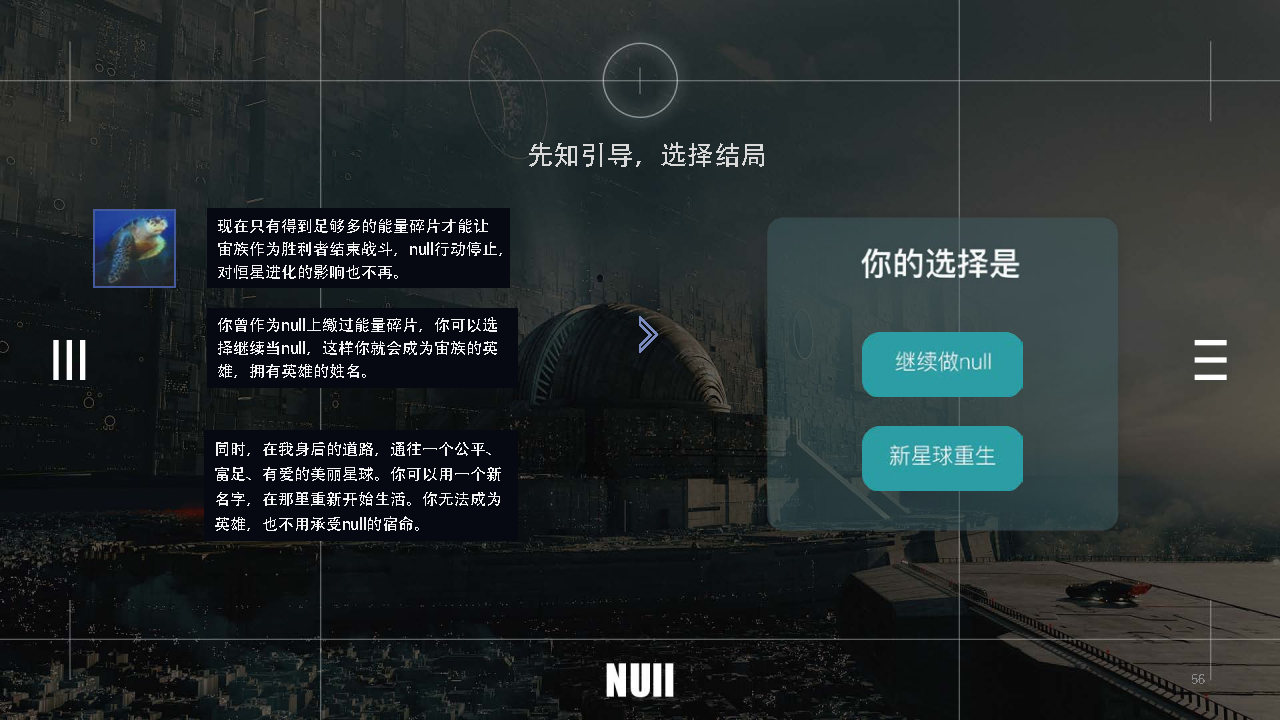 先知引导，选择结局
现在只有得到足够多的能量碎片才能让
宙族作为胜利者结束战斗，null行动停止，
对恒星进化的影响也不再。
你曾作为null上缴过能量碎片，你可以选
择继续当null，这样你就会成为宙族的英
雄，拥有英雄的姓名。
同时，在我身后的道路，通往一个公平、
富足、有爱的美丽星球。你可以用一个新
名字，在那里重新开始生活。你无法成为
英雄，也不用承受null的宿命。
你的选择是
继续做null
新星球重生
NUll
56